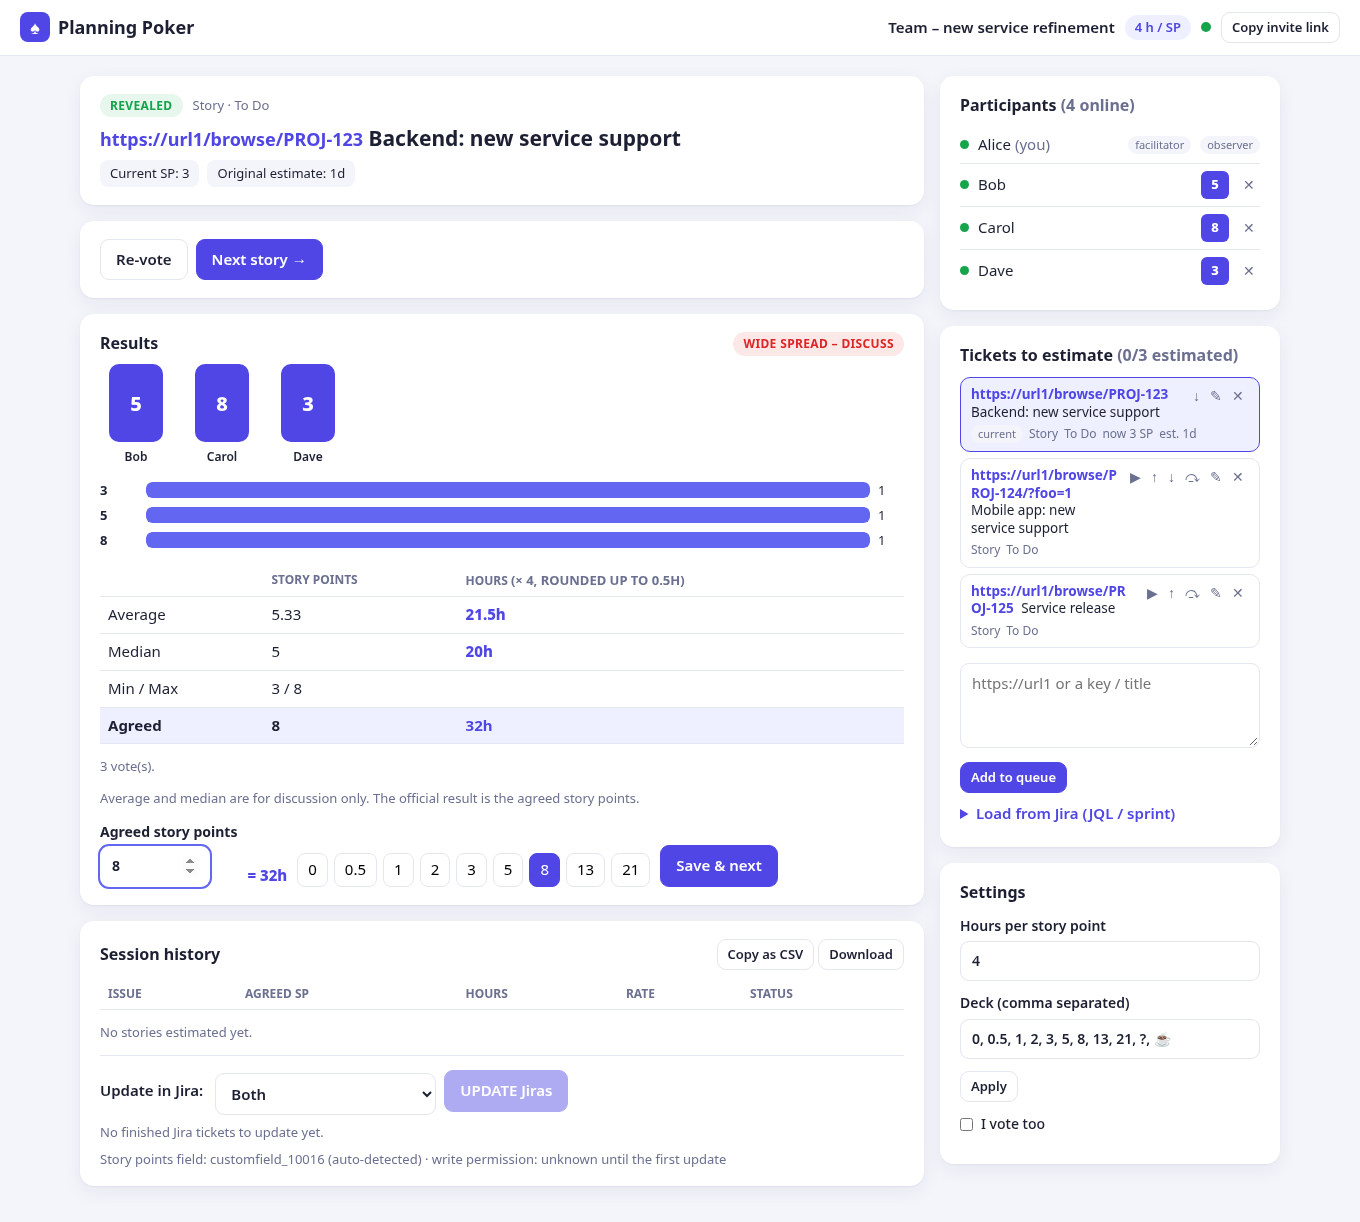 ♠ Planning Poker
Team – new service refinement 4 h / SP Copy invite link
REVEALED Story · To Do
https://url1/browse/PROJ-123 Backend: new service support
Current SP: 3 Original estimate: 1d
Re-vote Next story →
Results WIDE SPREAD – DISCUSS
5 8 3
Bob Carol Dave
3 1
5 1
8 1
STORY POINTS HOURS (× 4, ROUNDED UP TO 0.5H)
Average 5.33 21.5h
Median 5 20h
Min / Max 3 / 8
Agreed 8 32h
3 vote(s).
Average and median are for discussion only. The official result is the agreed story points.
Agreed story points
8 = 32h 0 0.5 1 2 3 5 8 13 21 Save & next
Session history Copy as CSV Download
ISSUE AGREED SP HOURS RATE STATUS
No stories estimated yet.
Update in Jira: Both UPDATE Jiras
No finished Jira tickets to update yet.
Story points field: customfield_10016 (auto-detected) · write permission: unknown until the first update
Participants (4 online)
Alice (you) facilitator observer
Bob 5 ✕
Carol 8 ✕
Dave 3 ✕
Tickets to estimate (0/3 estimated)
https://url1/browse/PROJ-123 ↓ ✎ ✕
Backend: new service support
current Story To Do now 3 SP est. 1d
https://url1/browse/P ▶ ↑ ↓ ↷ ✎ ✕
ROJ-124/?foo=1
Mobile app: new
service support
Story To Do
https://url1/browse/PR ▶ ↑ ↷ ✎ ✕
OJ-125 Service release
Story To Do
https://url1 or a key / title
Add to queue
▶ Load from Jira (JQL / sprint)
Settings
Hours per story point
4
Deck (comma separated)
0, 0.5, 1, 2, 3, 5, 8, 13, 21, ?, ☕
Apply
I vote too